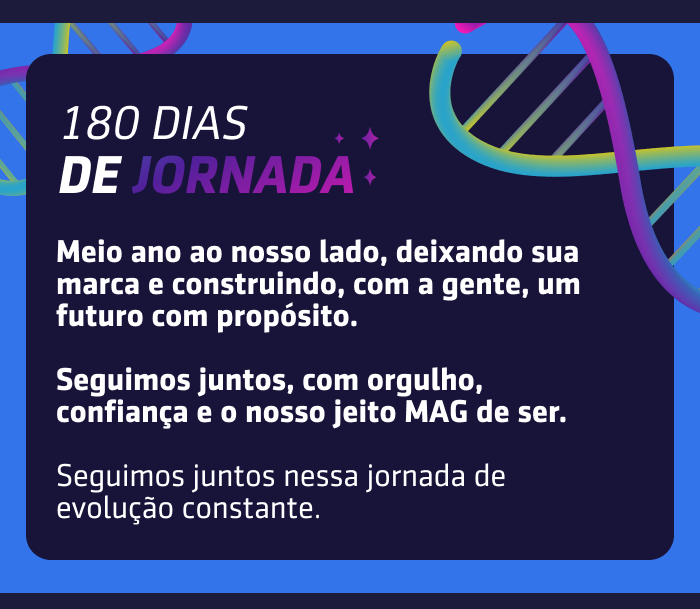 180 DIAS
DE JORNADA
Meio ano ao nosso lado, deixando sua
marca e construindo, com a gente, um
futuro com propósito.
Seguimos juntos, com orgulho,
confiança e o nosso jeito MAG de ser.
Seguimos juntos nessa jornada de
evolução constante.